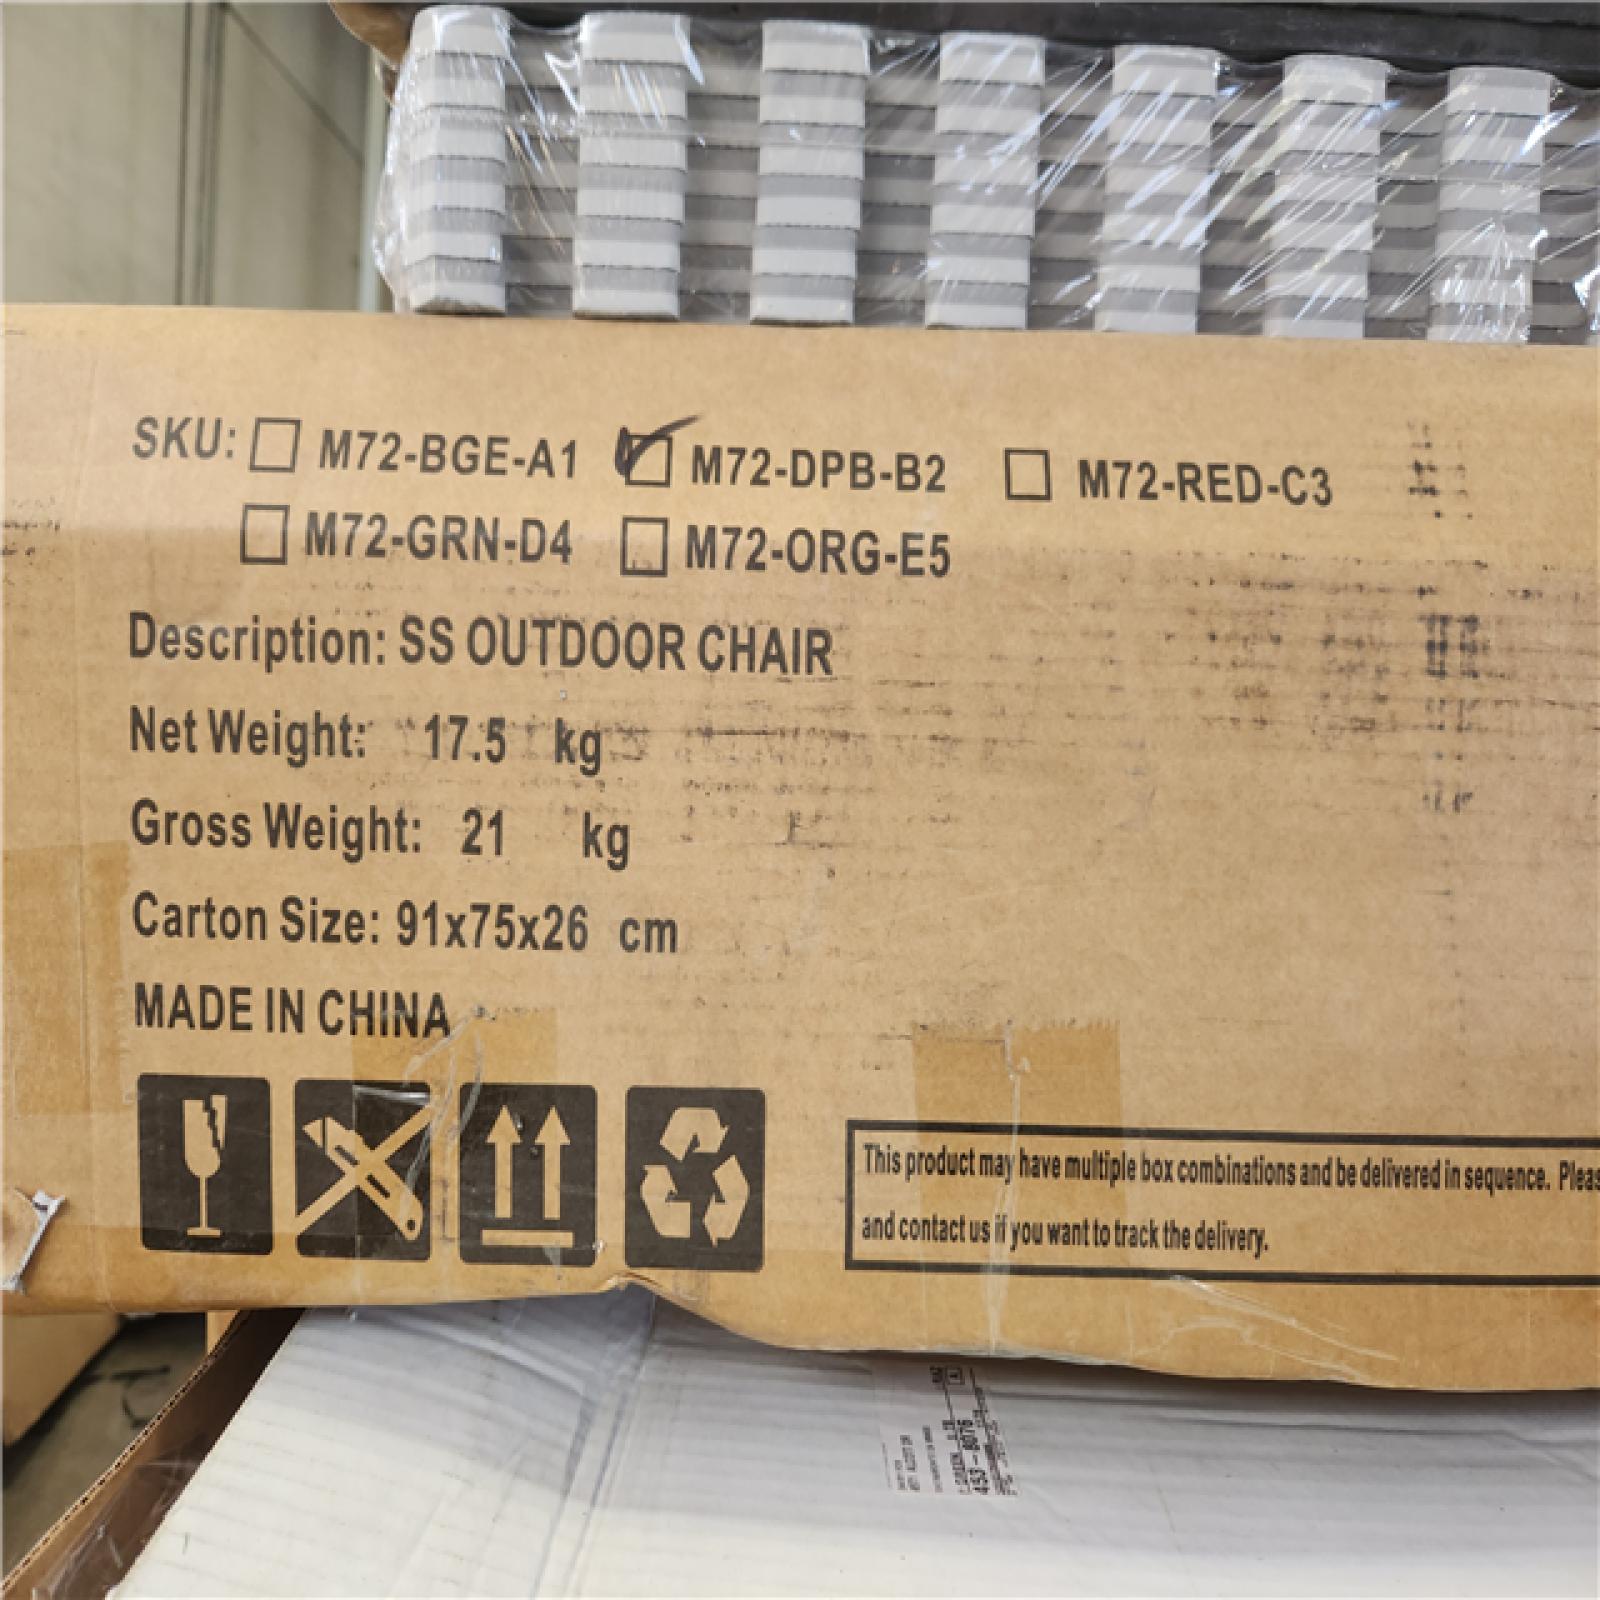 SKU: M72-BGE-A1 M72-DPB-B2 M72-RED-C3
M72-GRN-D4 M72-ORG-E5
Description: SS OUTDOOR CHAIR
Net Weight: 17.5 kg
Gross Weight: 21 kg
Carton Size: 91x75x26 cm
MADE IN CHINA
This product may have multiple box combinations and be delivered in sequence. Pleas
and contact us if you want to track the delivery.
453-8076